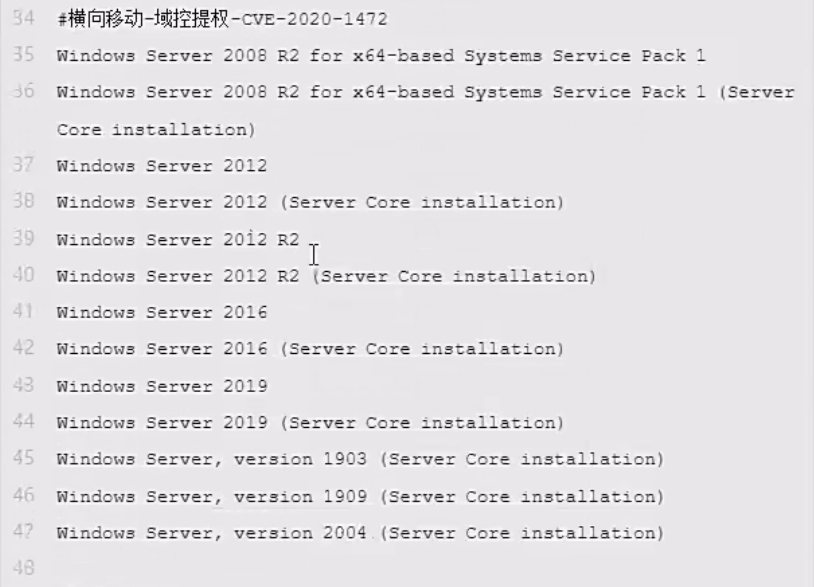 34 #横向移动-域控提权-CVE-2020-1472
35 Windows Server 2008 R2 for x64-based Systems Service Pack 1
36 Windows Server 2008 R2 for x64-based Systems Service Pack 1 (Server
Core installation)
37 Windows Server 2012
38 Windows Server 2012 (Server Core installation)
39 Windows Server 2012 R2
40 Windows Server 2012 R2 (Server Core installation)
41 Windows Server 2016
42 Windows Server 2016 (Server Core installation)
43 Windows Server 2019
44 Windows Server 2019 (Server Core installation)
45 Windows Server, version 1903 (Server Core installation)
46 Windows Server, version 1909 (Server Core installation)
47 Windows Server, version 2004 (Server Core installation)
48